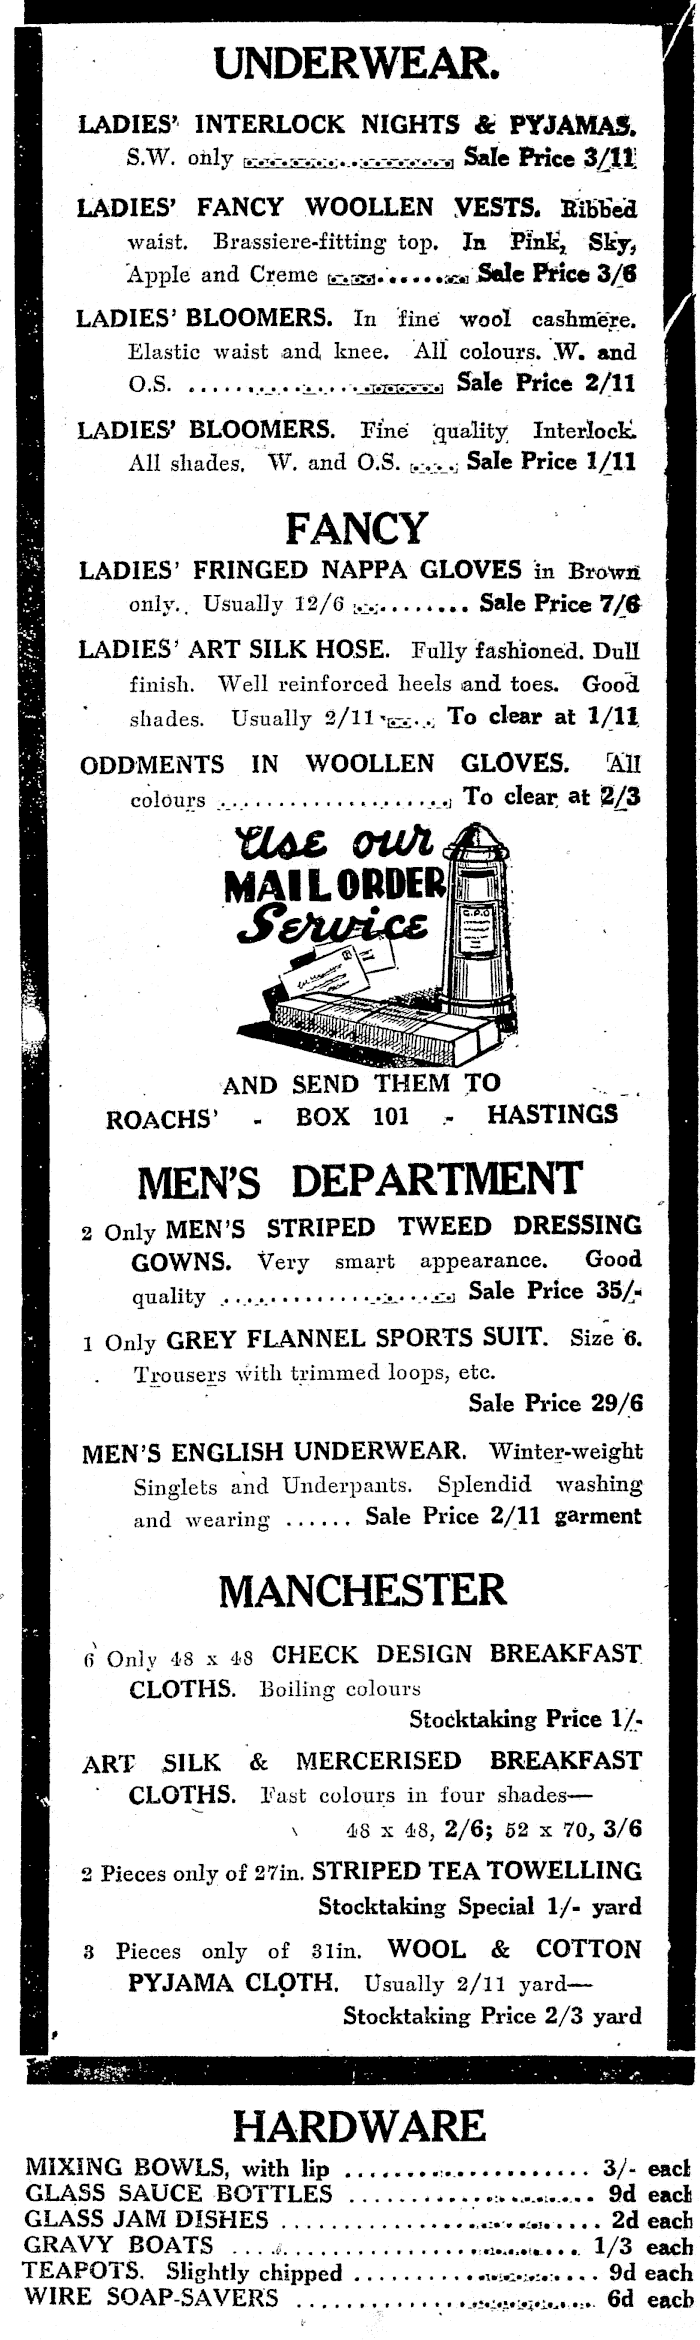 UNDERWEAR.
LADIES' INTERLOCK NIGHTS & PYJAMAS.
S.W. only .......................... Sale Price 3/11
LADIES' FANCY WOOLLEN VESTS. Ribbed
waist. Brassiere-fitting top. In Pink, Sky,
Apple and Creme ................ Sale Price 3/6
LADIES' BLOOMERS. In fine wool cashmere.
Elastic waist and knee. All colours. W. and
O.S. ............................. Sale Price 2/11
LADIES' BLOOMERS. Fine quality Interlock.
All shades. W. and O.S. ...... Sale Price 1/11
FANCY
LADIES' FRINGED NAPPA GLOVES in Brown
only. Usually 12/6 ............ Sale Price 7/6
LADIES' ART SILK HOSE. Fully fashioned. Dull
finish. Well reinforced heels and toes. Good
shades. Usually 2/11 ...... To clear at 1/11
ODDMENTS IN WOOLLEN GLOVES. All
colours ........................ To clear at 2/3
Use our
MAIL ORDER
Service
G.P.O
AND SEND THEM TO
ROACHS' - BOX 101 - HASTINGS
MEN'S DEPARTMENT
2 Only MEN'S STRIPED TWEED DRESSING
GOWNS. Very smart appearance. Good
quality ......................... Sale Price 35/-
1 Only GREY FLANNEL SPORTS SUIT. Size 6.
Trousers with trimmed loops, etc.
Sale Price 29/6
MEN'S ENGLISH UNDERWEAR. Winter-weight
Singlets and Underpants. Splendid washing
and wearing ...... Sale Price 2/11 garment
MANCHESTER
6 Only 48 x 48 CHECK DESIGN BREAKFAST
CLOTHS. Boiling colours
Stocktaking Price 1/-
ART SILK & MERCERISED BREAKFAST
CLOTHS. Fast colours in four shades—
48 x 48, 2/6; 52 x 70, 3/6
2 Pieces only of 27in. STRIPED TEA TOWELLING
Stocktaking Special 1/- yard
3 Pieces only of 31in. WOOL & COTTON
PYJAMA CLOTH. Usually 2/11 yard—
Stocktaking Price 2/3 yard
HARDWARE
MIXING BOWLS, with lip ........................ 3/- each
GLASS SAUCE BOTTLES ........................ 9d each
GLASS JAM DISHES ............................... 2d each
GRAVY BOATS .................................. 1/3 each
TEAPOTS. Slightly chipped ....................... 9d each
WIRE SOAP-SAVERS ............................. 6d each